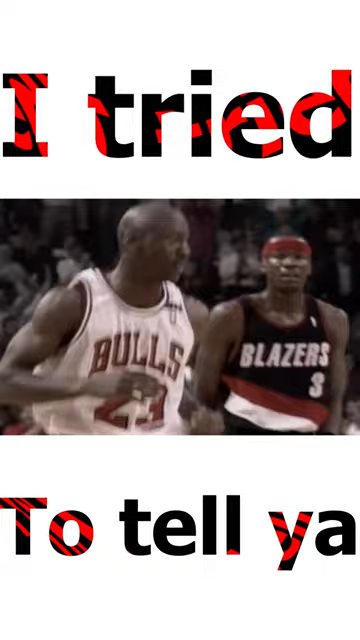 I tried
BULLS
23
BLAZERS
3
To tell ya